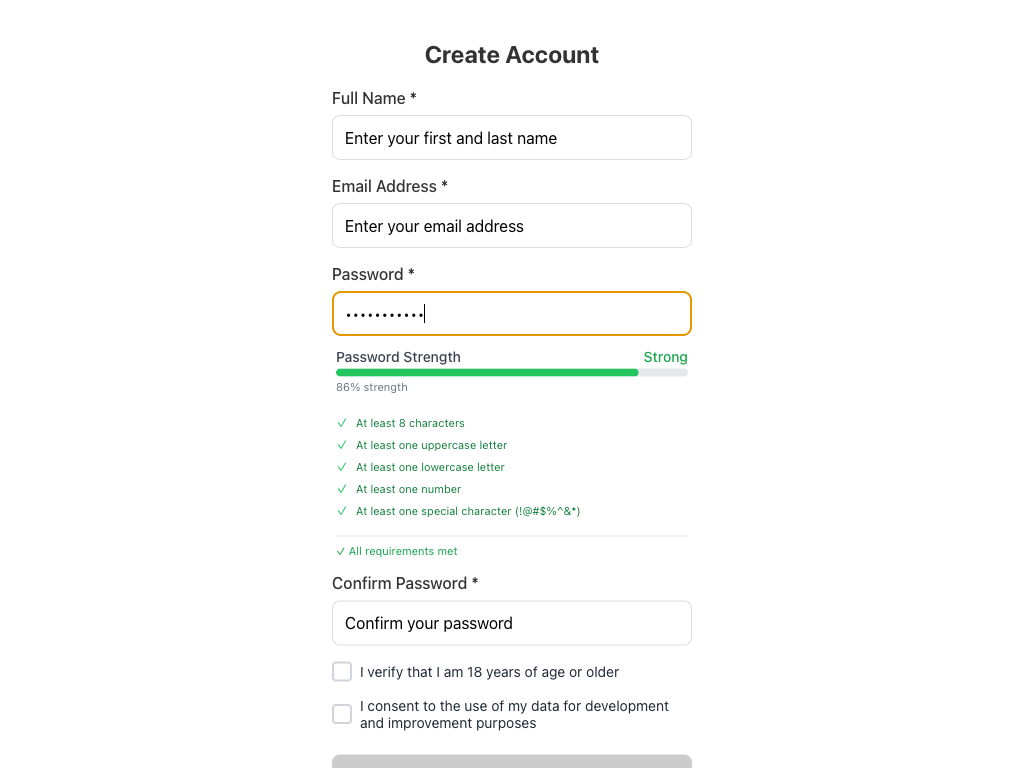 Create Account
Full Name *
Enter your first and last name
Email Address *
Enter your email address
Password *
•••••••••••
Password Strength Strong
86% strength
✓ At least 8 characters
✓ At least one uppercase letter
✓ At least one lowercase letter
✓ At least one number
✓ At least one special character (!@#$%^&*)
✓ All requirements met
Confirm Password *
Confirm your password
I verify that I am 18 years of age or older
I consent to the use of my data for development
and improvement purposes